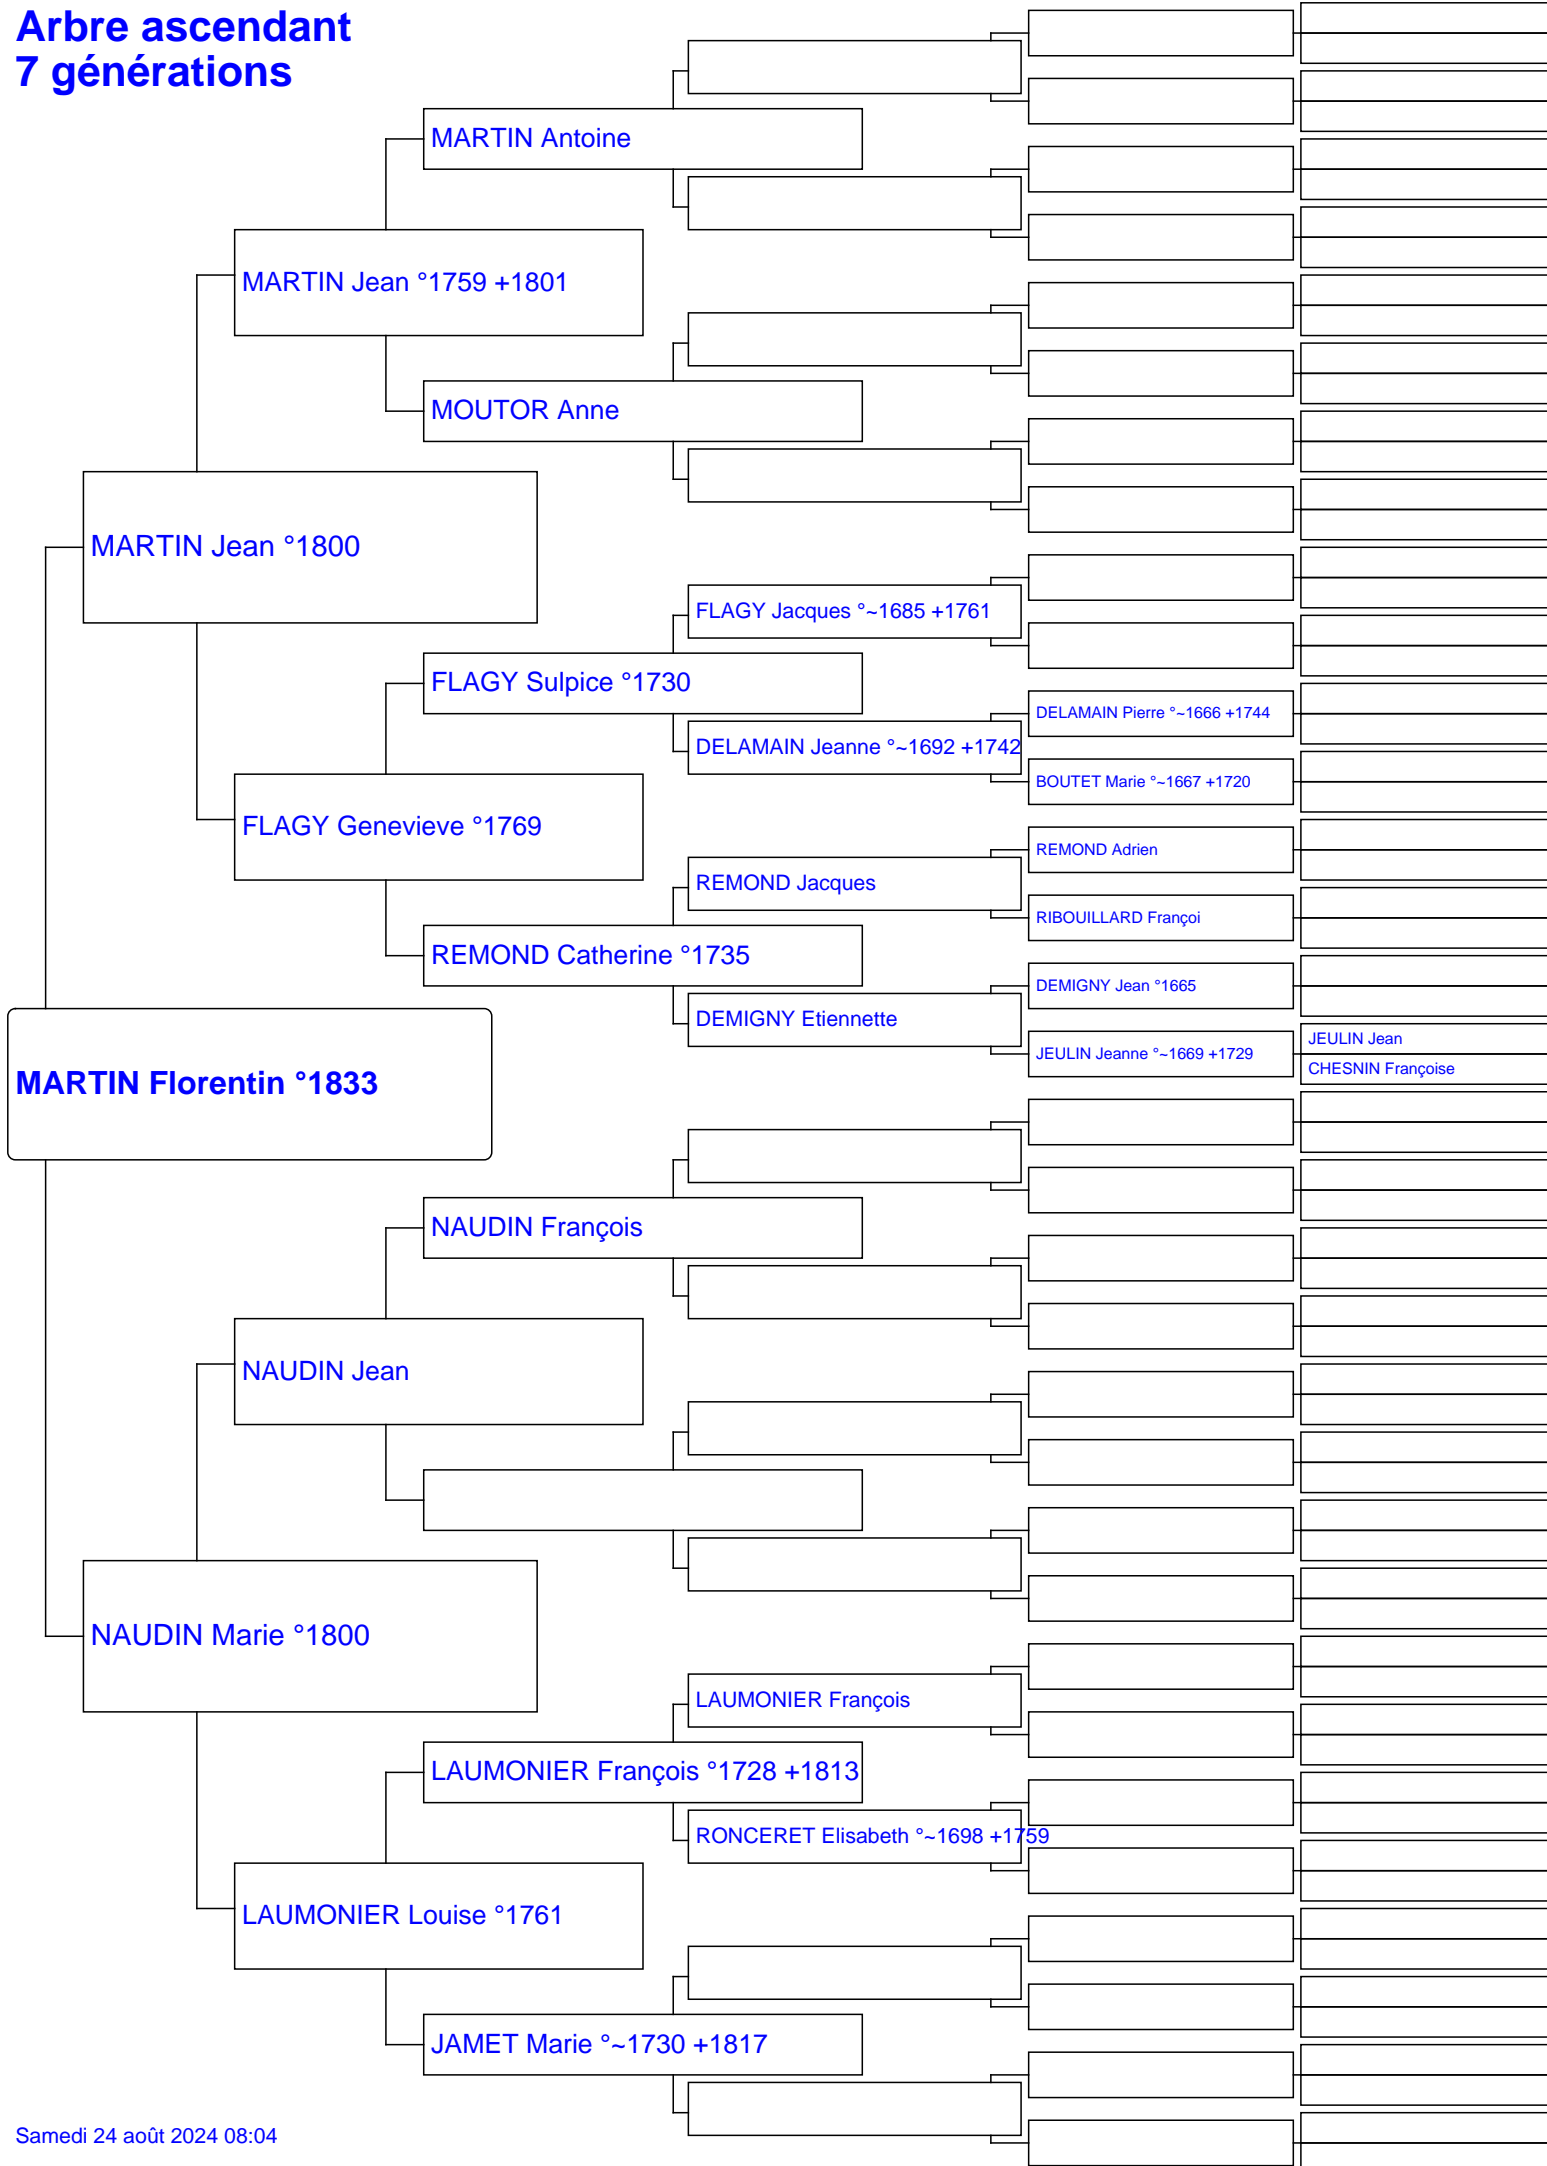 Arbre ascendant
7 générations
MARTIN Antoine
MARTIN Jean °1759 +1801
MOUTOR Anne
MARTIN Jean °1800
FLAGY Jacques °~1685 +1761
FLAGY Sulpice °1730
DELAMAIN Pierre °~1666 +1744
DELAMAIN Jeanne °~1692 +1742
BOUTET Marie °~1667 +1720
FLAGY Genevieve °1769
REMOND Adrien
REMOND Jacques
RIBOUILLARD Françoi
REMOND Catherine °1735
DEMIGNY Jean °1665
DEMIGNY Etiennette
JEULIN Jean
JEULIN Jeanne °~1669 +1729
CHESNIN Françoise
MARTIN Florentin °1833
NAUDIN François
NAUDIN Jean
NAUDIN Marie °1800
LAUMONIER François
LAUMONIER François °1728 +1813
RONCERET Elisabeth °~1698 +1759
LAUMONIER Louise °1761
JAMET Marie °~1730 +1817
Samedi 24 août 2024 08:04